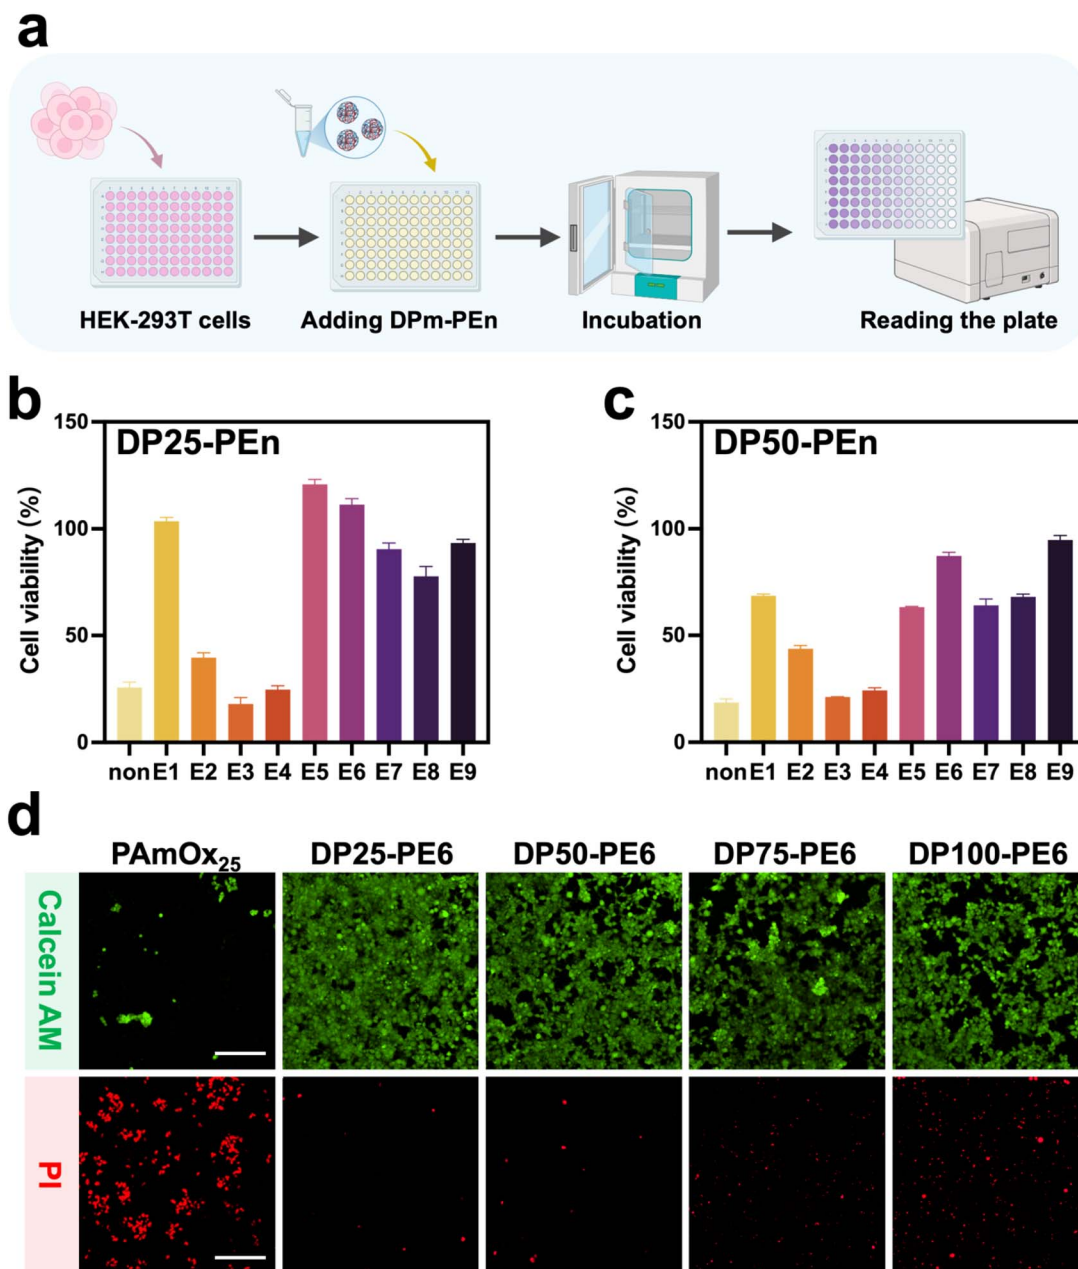 a
HEK-293T cells
Adding DPm-PEn
Incubation
Reading the plate
b
DP25-PEn
Cell viability (%)
150
100
50
0
non E1 E2 E3 E4 E5 E6 E7 E8 E9
c
DP50-PEn
Cell viability (%)
150
100
50
0
non E1 E2 E3 E4 E5 E6 E7 E8 E9
d
PAmOx₂₅ DP25-PE6 DP50-PE6 DP75-PE6 DP100-PE6
Calcein AM
PI